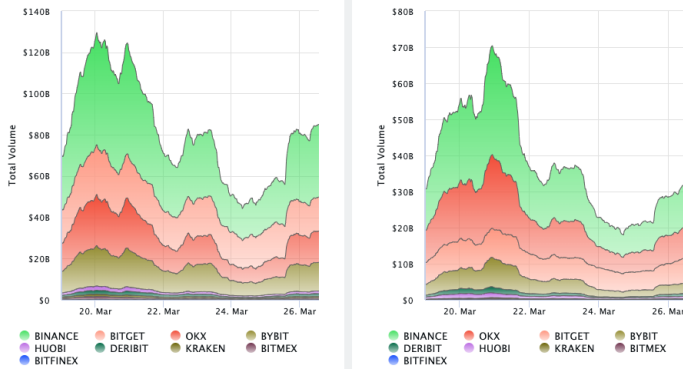 $140B
$120B
$100B
$80B
$60B
$40B
$20B
$0
Total Volume
20. Mar
22. Mar
24. Mar
26. Mar
BINANCE
BITGET
OKX
BYBIT
HUOBI
DERIBIT
KRAKEN
BITMEX
BITFINEX
$80B
$70B
$60B
$50B
$40B
$30B
$20B
$10B
$0
Total Volume
20. Mar
22. Mar
24. Mar
26. Mar
BINANCE
OKX
BITGET
BYBIT
DERIBIT
HUOBI
KRAKEN
BITMEX
BITFINEX